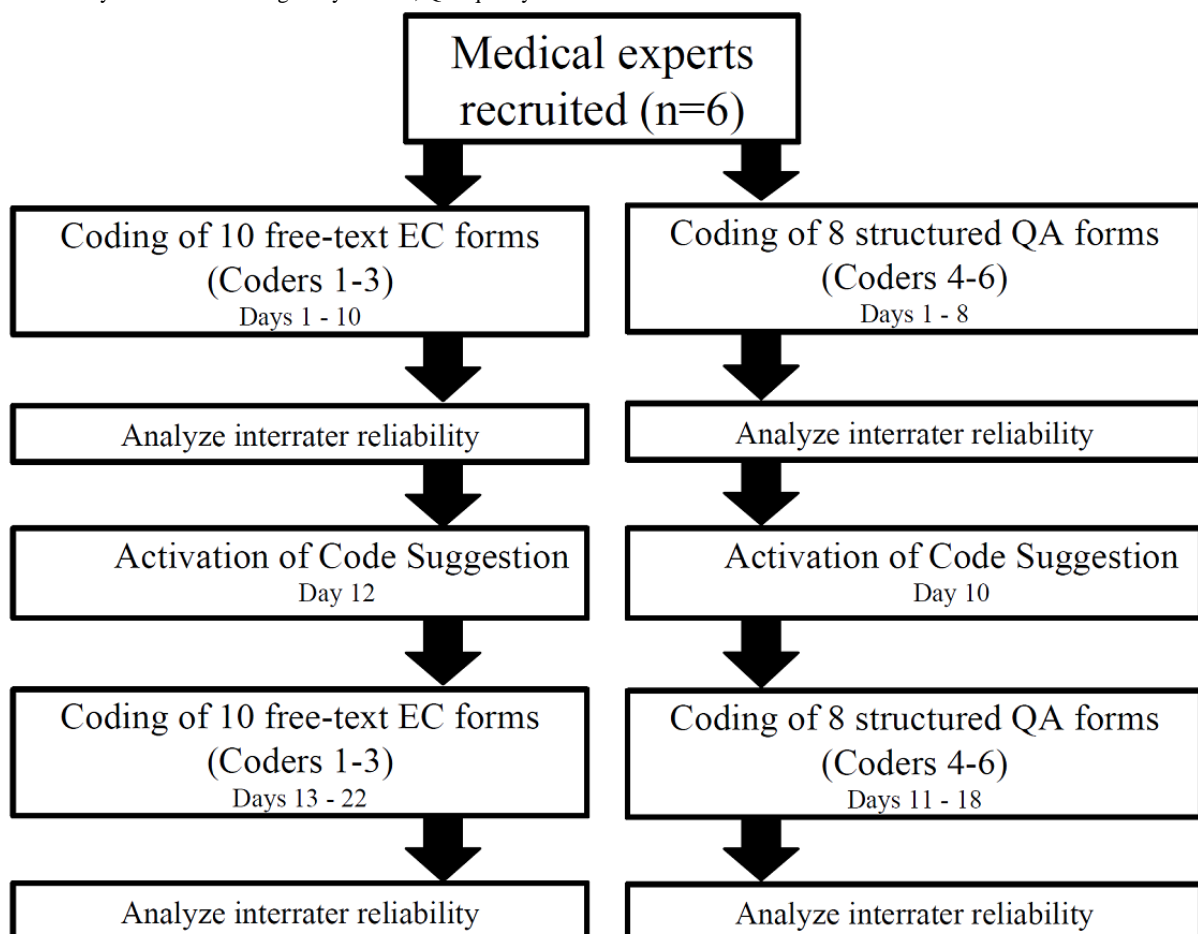 Medical experts
recruited (n=6)
Coding of 10 free-text EC forms
(Coders 1-3)
Days 1 - 10
Coding of 8 structured QA forms
(Coders 4-6)
Days 1 - 8
Analyze interrater reliability
Analyze interrater reliability
Activation of Code Suggestion
Day 12
Activation of Code Suggestion
Day 10
Coding of 10 free-text EC forms
(Coders 1-3)
Days 13 - 22
Coding of 8 structured QA forms
(Coders 4-6)
Days 11 - 18
Analyze interrater reliability
Analyze interrater reliability